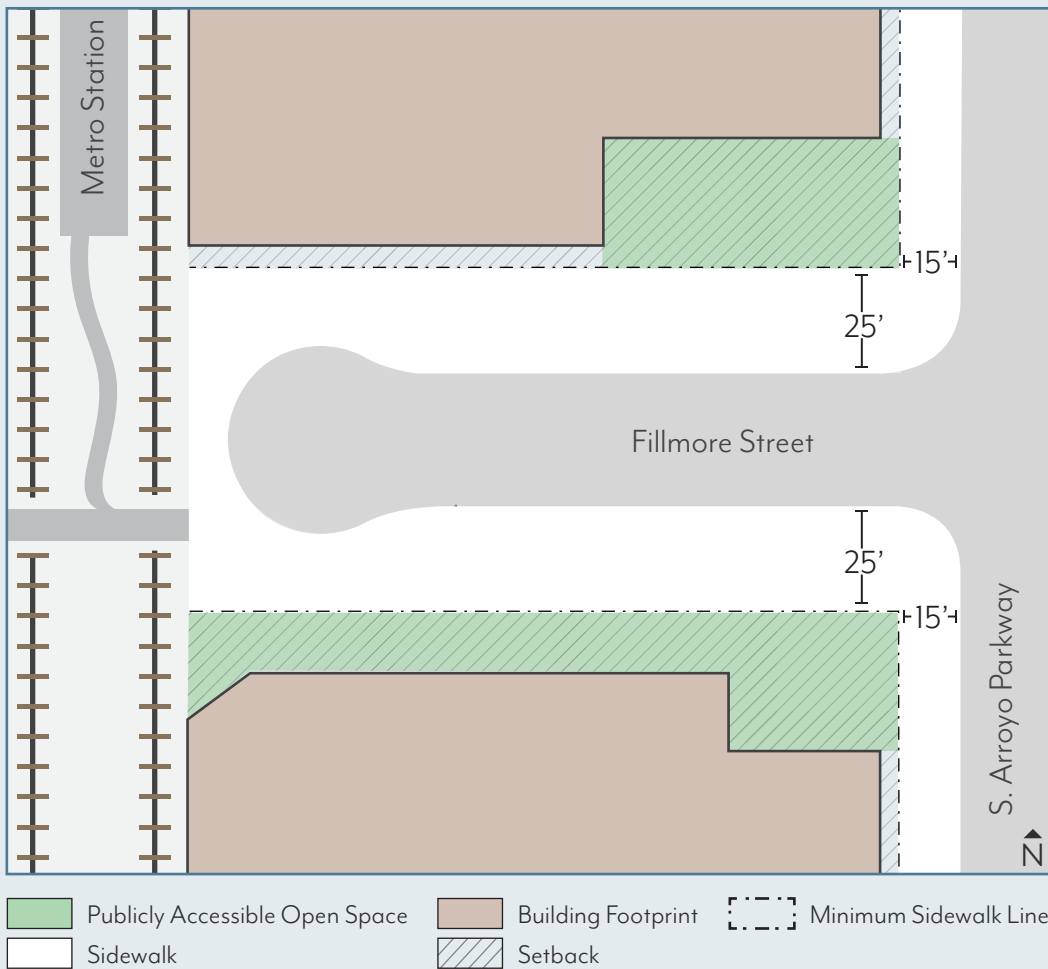 Metro Station
15’
25’
Fillmore Street
25’
15’
S. Arroyo Parkway
N
Publicly Accessible Open Space
Building Footprint
Minimum Sidewalk Line
Sidewalk
Setback